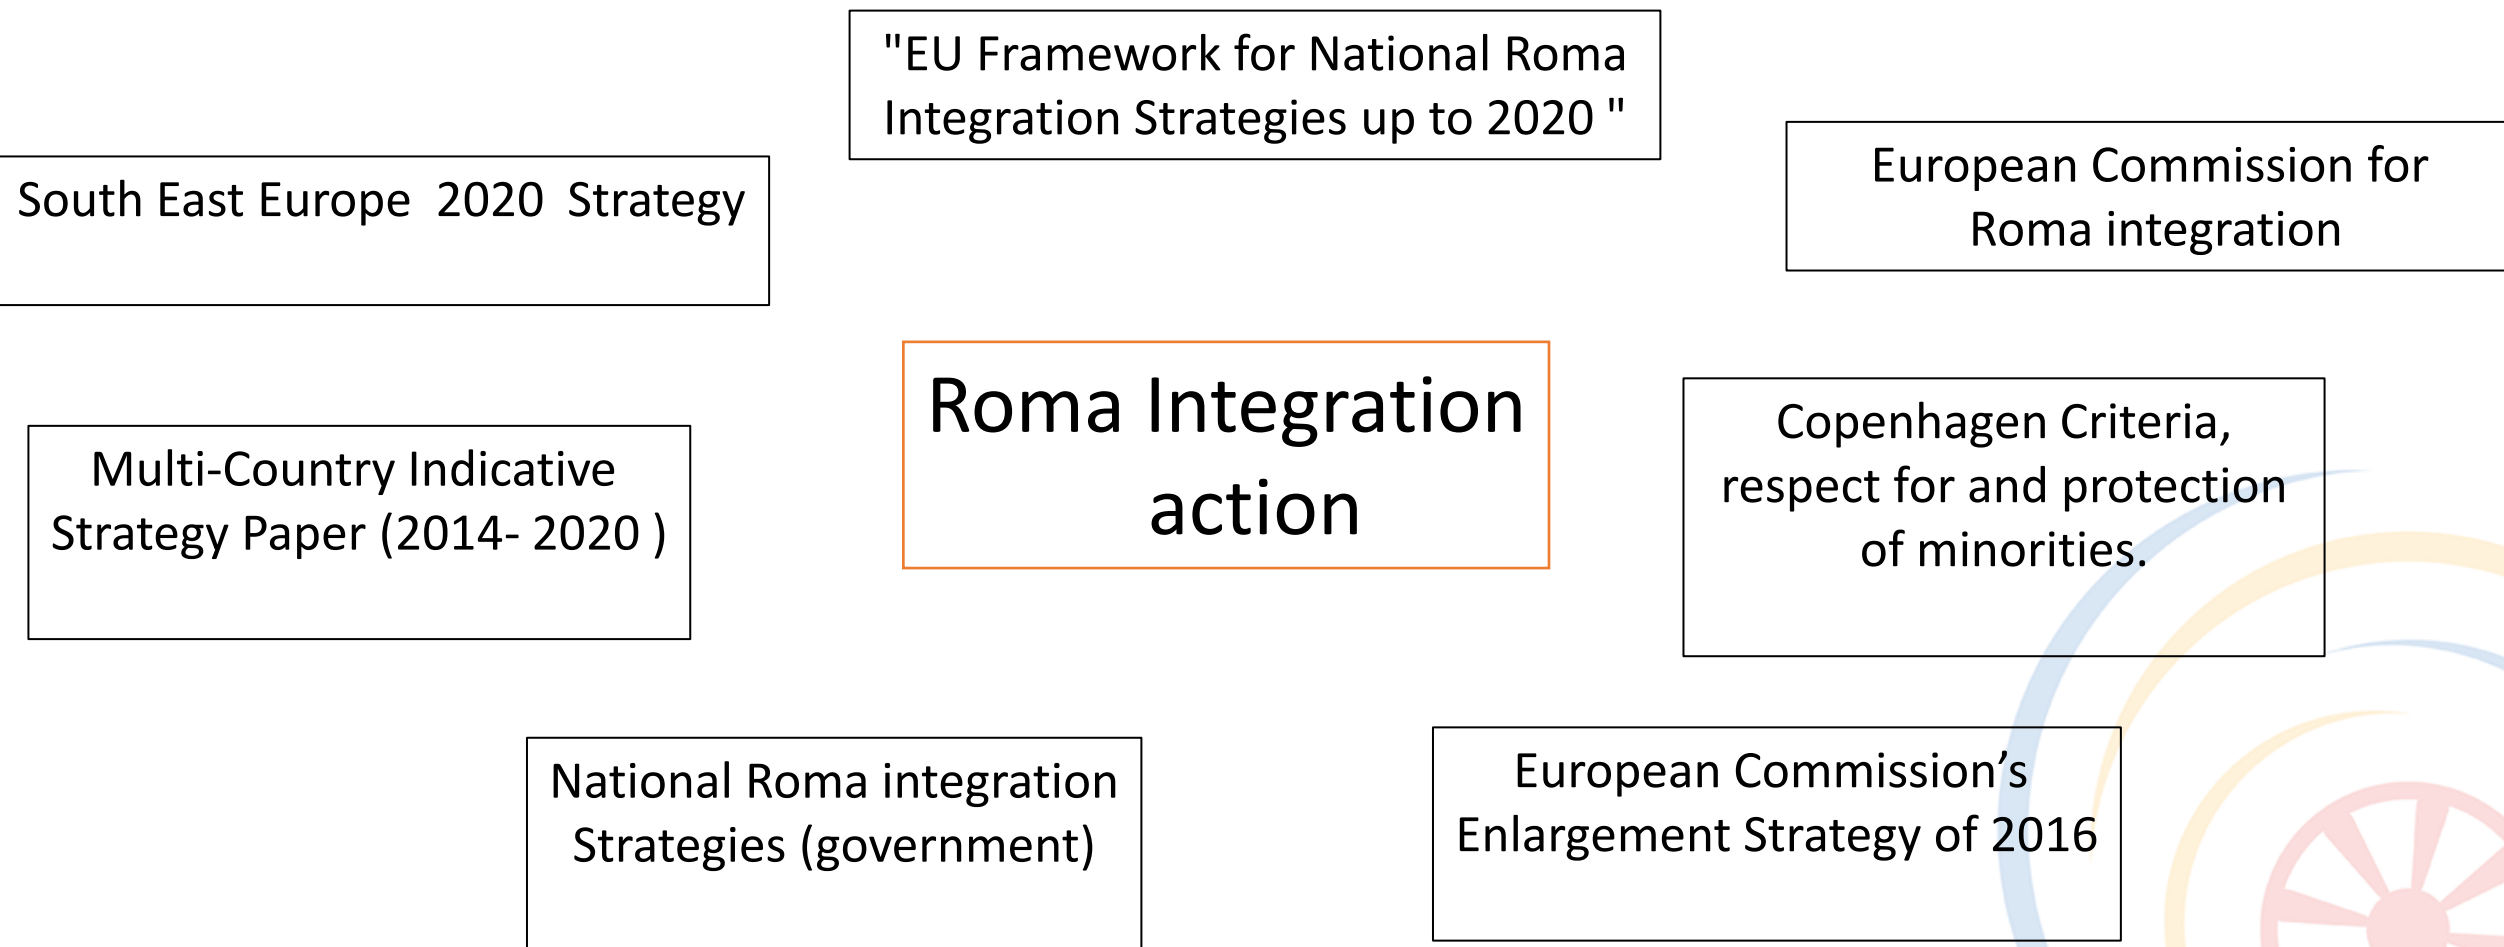 "EU Framework for National Roma
Integration Strategies up to 2020 "
European Commission for
Roma integration
South East Europe 2020 Strategy
Roma Integration
action
Copenhagen Criteria,
respect for and protection
of minorities.
Multi-Country Indicative
Strategy Paper (2014- 2020 )
National Roma integration
Strategies (government)
European Commission’s
Enlargement Strategy of 2016